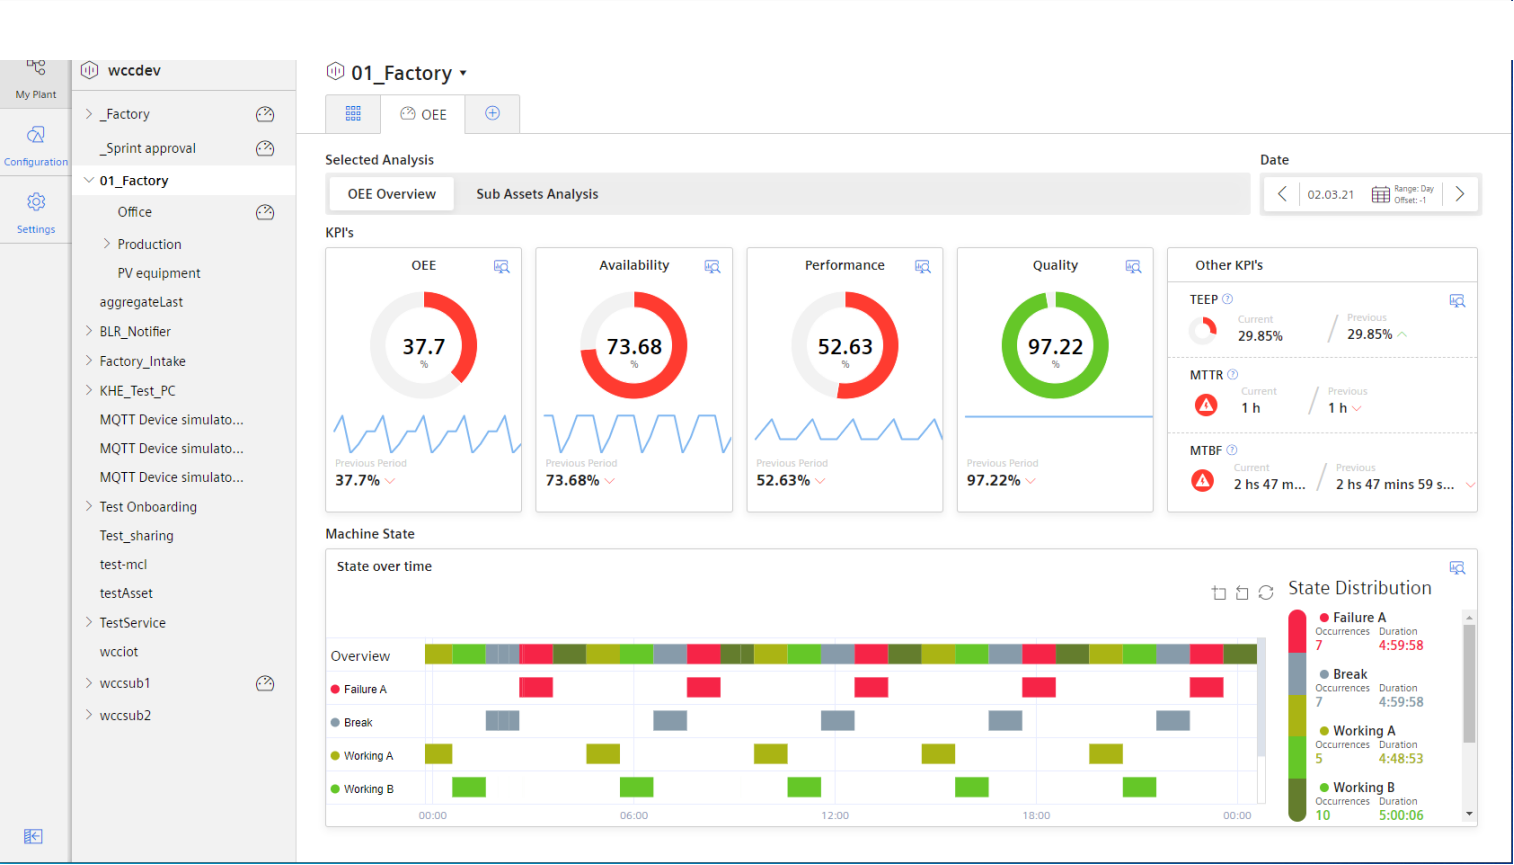 My Plant
Configuration
Settings
wccdev
_Factory
_Sprint approval
01_Factory
Office
Production
PV equipment
aggregateLast
BLR_Notifier
Factory_Intake
KHE_Test_PC
MQTT Device simulato...
MQTT Device simulato...
MQTT Device simulato...
Test Onboarding
Test_sharing
test-mcl
testAsset
TestService
wcciot
wccsub1
wccsub2
01_Factory
OEE
Selected Analysis
OEE Overview Sub Assets Analysis
Date
02.03.21
Range: Day
Offset: -1
KPI's
OEE
37.7
%
Previous Period
37.7%
Availability
73.68
%
Previous Period
73.68%
Performance
52.63
%
Previous Period
52.63%
Quality
97.22
%
Previous Period
97.22%
Other KPI's
TEEP
Current Previous
29.85% / 29.85%
MTTR
Current Previous
1 h / 1 h
MTBF
Current Previous
2 hs 47 m... / 2 hs 47 mins 59 s...
Machine State
State over time
Overview
Failure A
Break
Working A
Working B
00:00 06:00 12:00 18:00 00:00
State Distribution
Failure A
Occurrences Duration
7 4:59:58
Break
Occurrences Duration
7 4:59:58
Working A
Occurrences Duration
5 4:48:53
Working B
Occurrences Duration
10 5:00:06